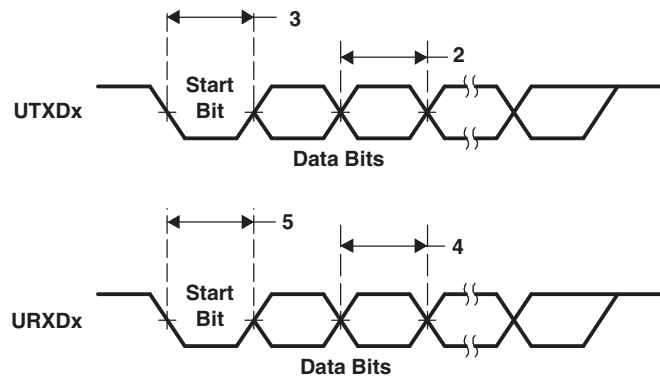 3
2
Start
Bit
UTXDx
Data Bits
5
4
Start
Bit
URXDx
Data Bits